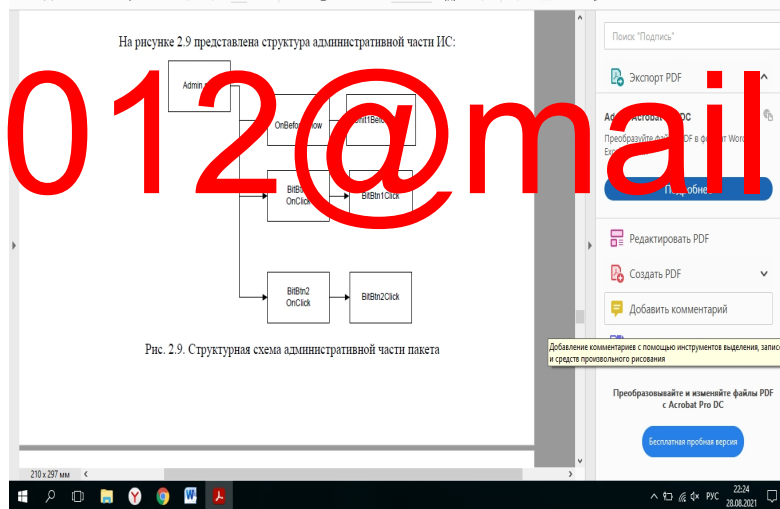 На рисунке 2.9 представлена структура административной части ИС:
012@mail
OnClick
BitBtn1Click
BitBtn2
OnClick
BitBtn2Click
Рис. 2.9. Структурная схема административной части пакета
210 x 297 мм
Поиск "Подпись"
Экспорт PDF
Acrobat DC
Редактировать PDF
Создать PDF
Добавить комментарий
Добавление комментариев с помощью инструментов выделения,
и средств произвольного рисования
Преобразовывайте и изменяйте файлы PDF
с Acrobat Pro DC
Бесплатная пробная версия
РУС
22:24
28.08.2021